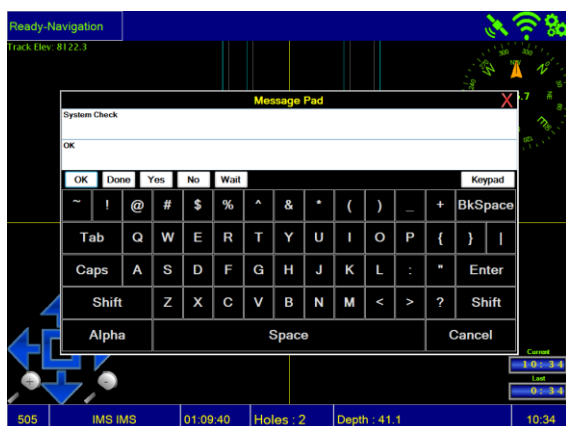 Ready-Navigation
Track Elev: 8122.3
Message Pad X
System Check
OK
OK Done Yes No Wait Keypad
~ ! @ # $ % ^ & * ( ) _ + BkSpace
Tab Q W E R T Y U I O P { } |
Caps A S D F G H J K L : " Enter
Shift Z X C V B N M < > ? Shift
Alpha Space Cancel
Current
10:34
Last
0:34
505 IMS IMS 01:09:40 Holes : 2 Depth : 41.1 10:34